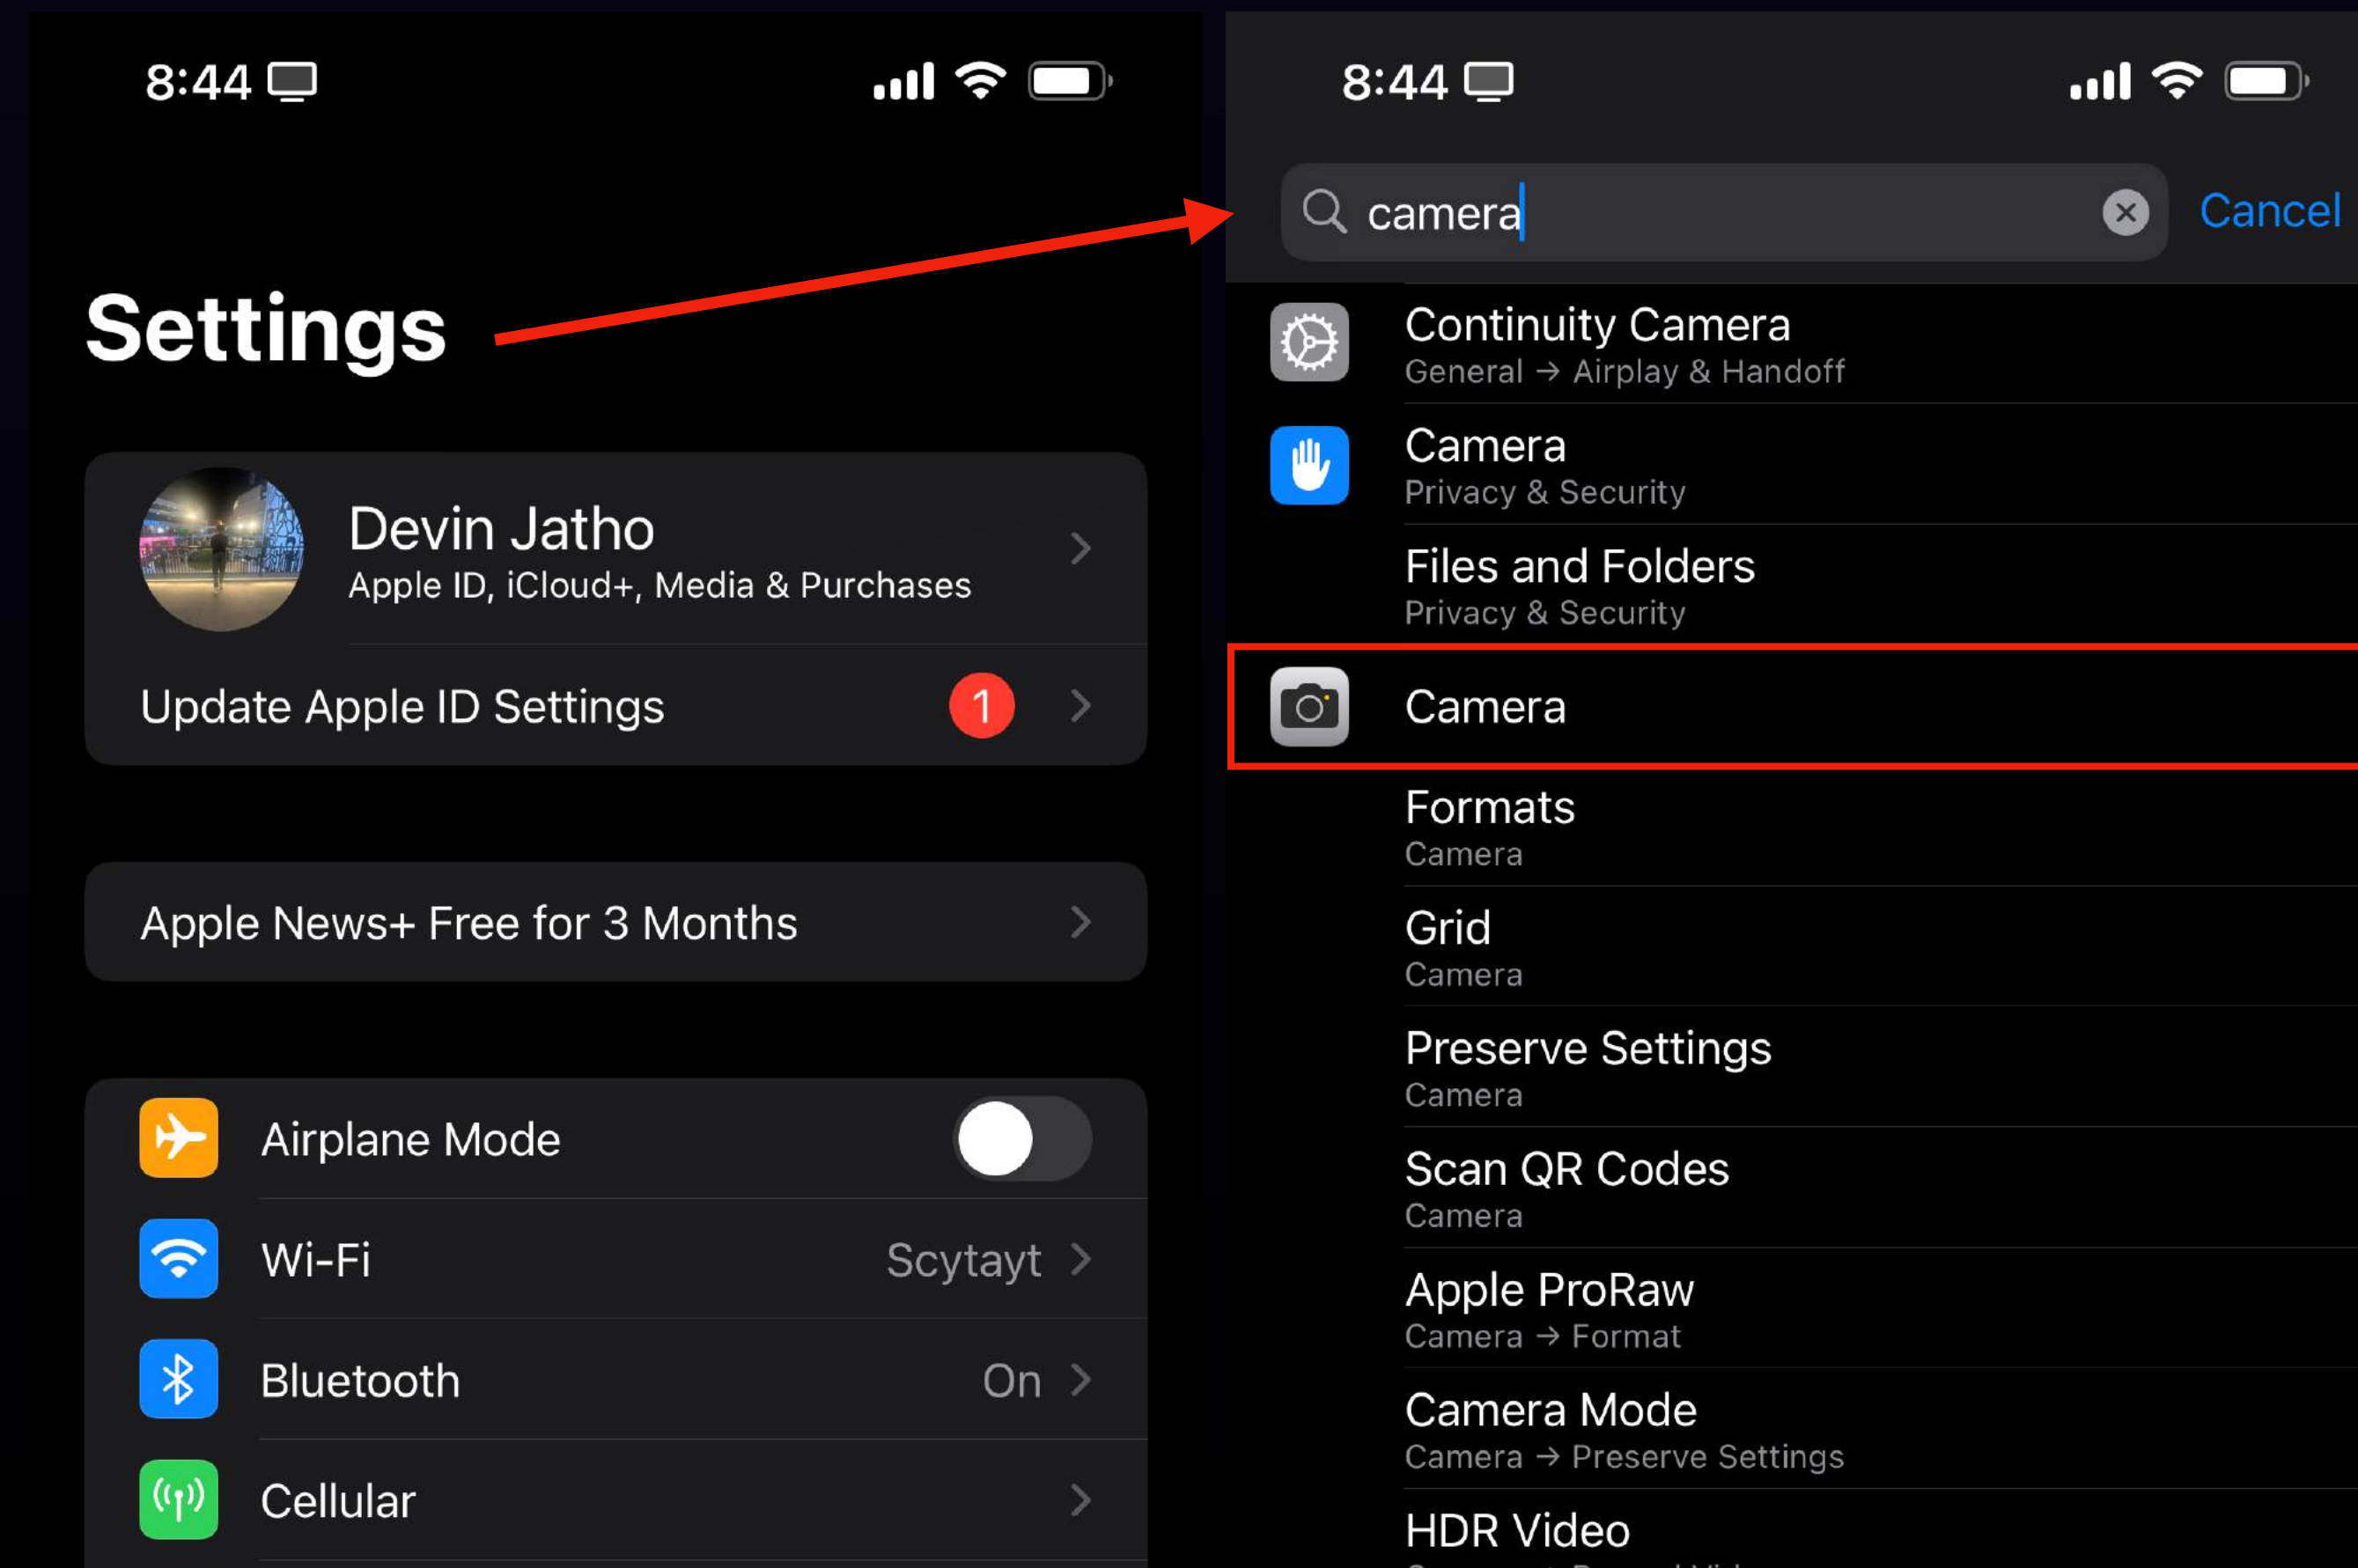 8:44
Settings
Devin Jatho
Apple ID, iCloud+, Media & Purchases
Update Apple ID Settings 1
Apple News+ Free for 3 Months
Airplane Mode
Wi-Fi Scytayt
Bluetooth On
Cellular
8:44
camera Cancel
Continuity Camera
General → Airplay & Handoff
Camera
Privacy & Security
Files and Folders
Privacy & Security
Camera
Formats
Camera
Grid
Camera
Preserve Settings
Camera
Scan QR Codes
Camera
Apple ProRaw
Camera → Format
Camera Mode
Camera → Preserve Settings
HDR Video